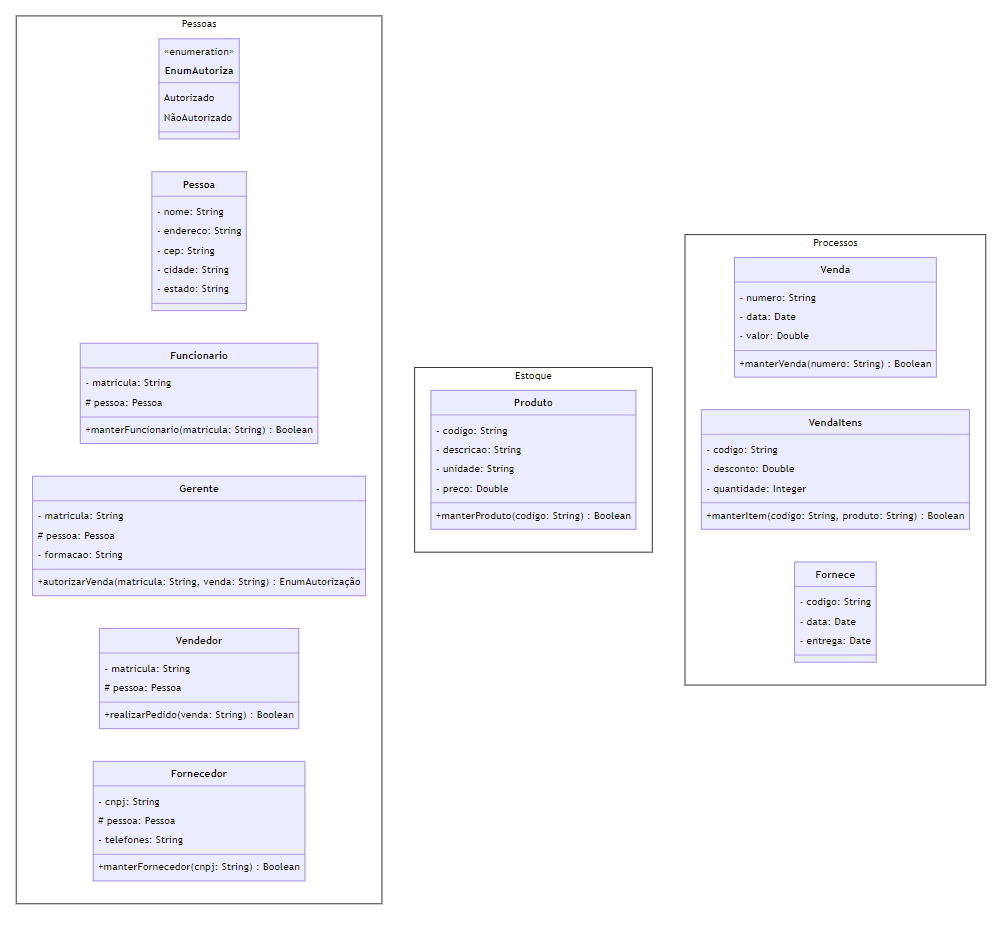 Pessoas
«enumeration»
EnumAutoriza
Autorizado
NãoAutorizado
Pessoa
- nome: String
- endereco: String
- cep: String
- cidade: String
- estado: String
Funcionario
- matricula: String
# pessoa: Pessoa
+manterFuncionario(matricula: String) : Boolean
Gerente
- matricula: String
# pessoa: Pessoa
- formacao: String
+autorizarVenda(matricula: String, venda: String) : EnumAutorização
Vendedor
- matricula: String
# pessoa: Pessoa
+realizarPedido(venda: String) : Boolean
Fornecedor
- cnpj: String
# pessoa: Pessoa
- telefones: String
+manterFornecedor(cnpj: String) : Boolean
Estoque
Produto
- codigo: String
- descricao: String
- unidade: String
- preco: Double
+manterProduto(codigo: String) : Boolean
Processos
Venda
- numero: String
- data: Date
- valor: Double
+manterVenda(numero: String) : Boolean
VendaItens
- codigo: String
- desconto: Double
- quantidade: Integer
+manterItem(codigo: String, produto: String) : Boolean
Fornece
- codigo: String
- data: Date
- entrega: Date